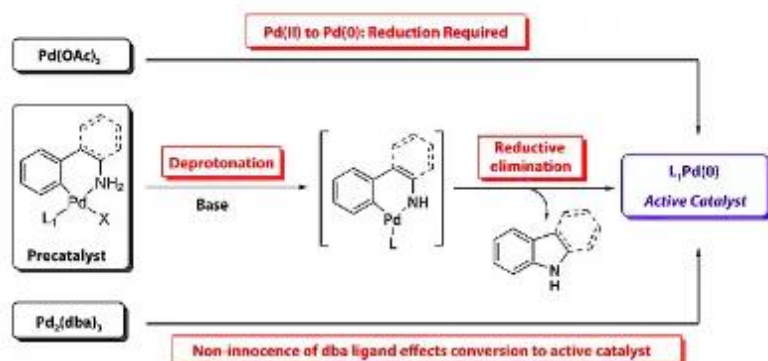 Pd(II) to Pd(0): Reduction Required
Pd(OAc)₂
Deprotonation
Reductive
elimination
NH₂
Pd
L₁
X
Precatalyst
Base
NH
Pd
L
N
H
L₁Pd(0)
Active Catalyst
Pd₂(dba)₃
Non-innocence of dba ligand effects conversion to active catalyst